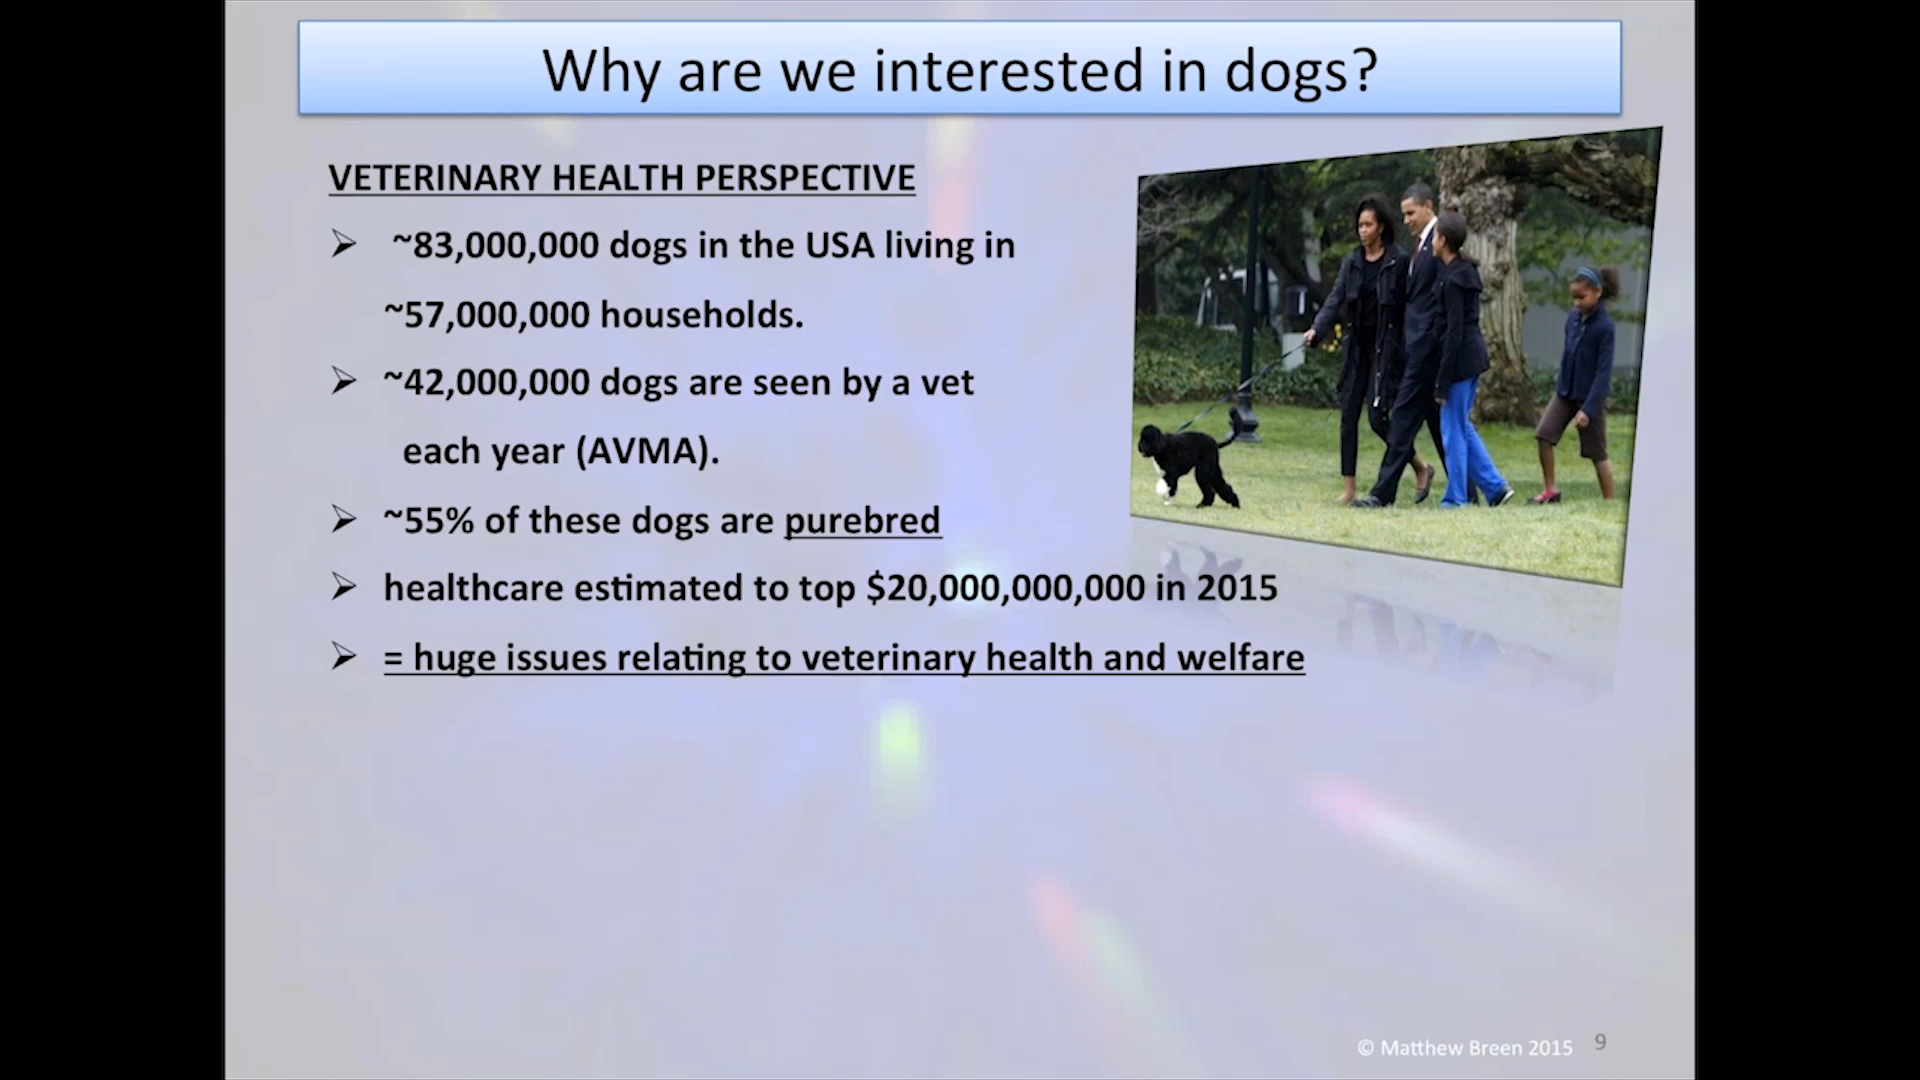 Why are we interested in dogs?
VETERINARY HEALTH PERSPECTIVE
➢ ~83,000,000 dogs in the USA living in
~57,000,000 households.
➢ ~42,000,000 dogs are seen by a vet
each year (AVMA).
➢ ~55% of these dogs are purebred
➢ healthcare estimated to top $20,000,000,000 in 2015
➢ = huge issues relating to veterinary health and welfare
© Matthew Breen 2015 9